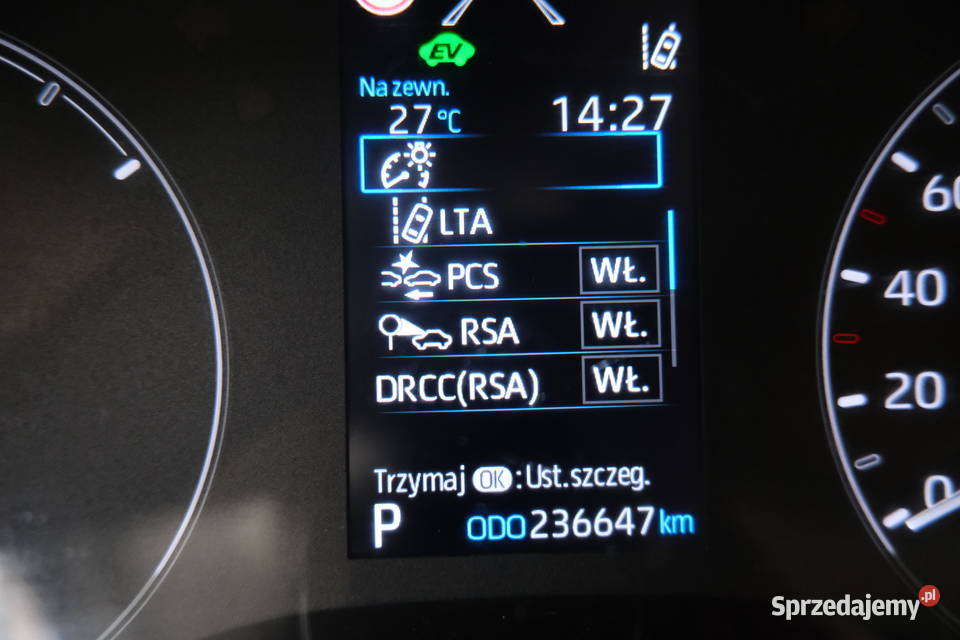 EV
Na zewn.
27 °C 14:27
LTA
PCS WŁ.
RSA WŁ.
DRCC(RSA) WŁ.
Trzymaj OK : Ust.szczeg.
P ODO 236647 km
60
40
20
0
Sprzedajemy.pl